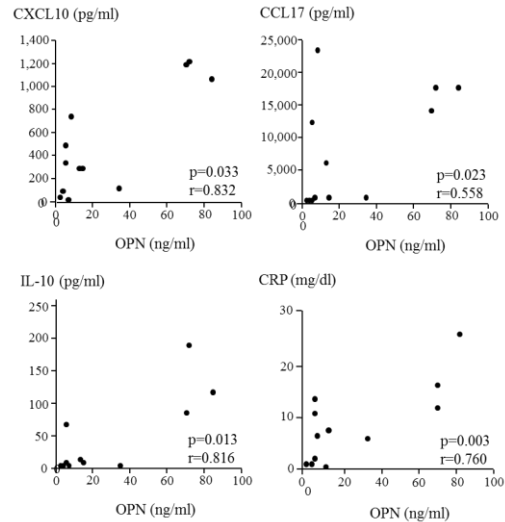 CXCL10 (pg/ml)
1,400
1,200
1,000
800
600
400
200
0
0
0 20 40 60 80 100
p=0.033
r=0.832
OPN (ng/ml)
CCL17 (pg/ml)
25,000
20,000
15,000
10,000
5,000
0
0 20 40 60 80 100
0
p=0.023
r=0.558
OPN (ng/ml)
IL-10 (pg/ml)
250
200
150
100
50
0
0 20 40 60 80 100
p=0.013
r=0.816
OPN (ng/ml)
CRP (mg/dl)
30
20
10
0
0 20 40 60 80 100
0
p=0.003
r=0.760
OPN (ng/ml)